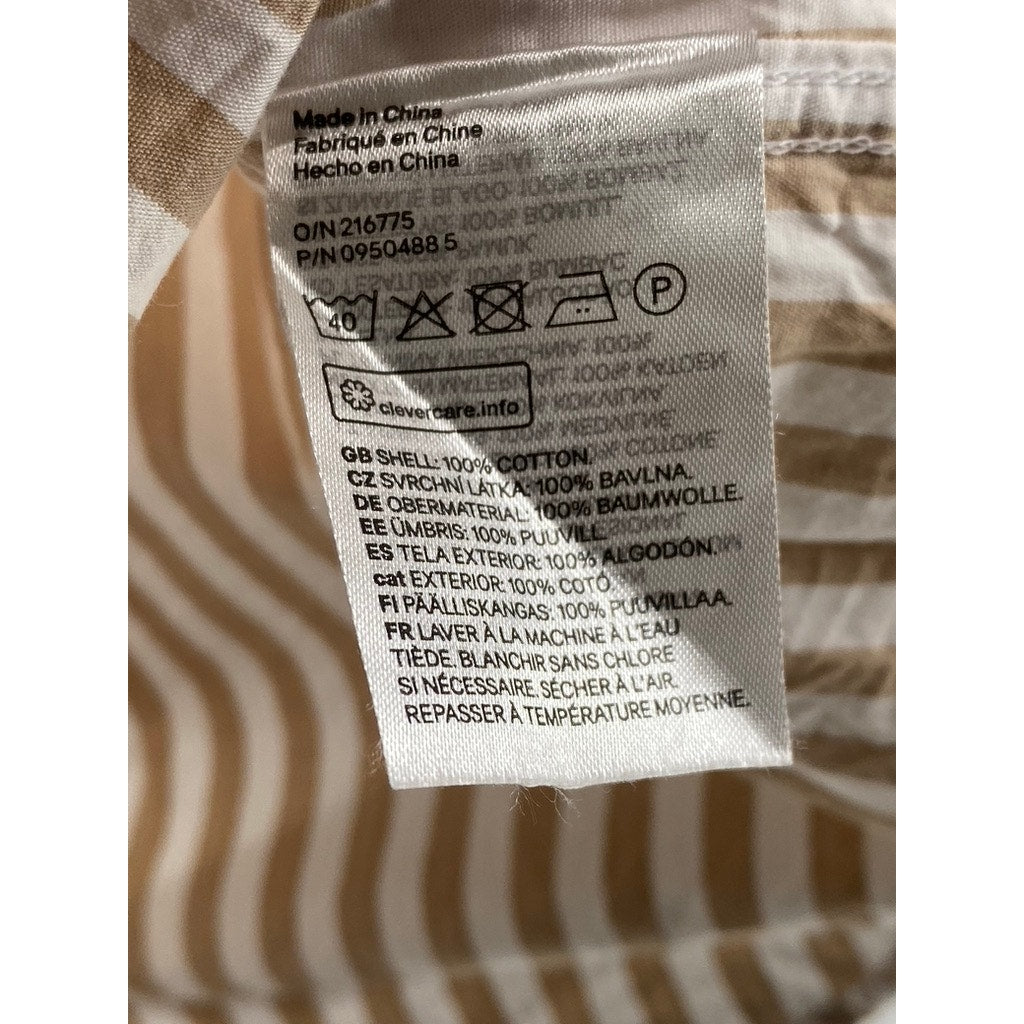 Made in China
Fabriqué en Chine
Hecho en China
O/N 216775
P/N 0950488 5
40
P
clevercare.info
GB SHELL: 100% COTTON.
CZ SVRCHNÍ LÁTKA: 100% BAVLNA.
DE OBERMATERIAL: 100% BAUMWOLLE.
EE ÜMBRIS: 100% PUUVILL.
ES TELA EXTERIOR: 100% ALGODÓN.
cat EXTERIOR: 100% COTÓ.
FI PÄÄLLISKANGAS: 100% PUUVILLAA.
FR LAVER À LA MACHINE À L'EAU
TIÈDE. BLANCHIR SANS CHLORE
SI NÉCESSAIRE. SÉCHER À L'AIR.
REPASSER À TEMPÉRATURE MOYENNE.